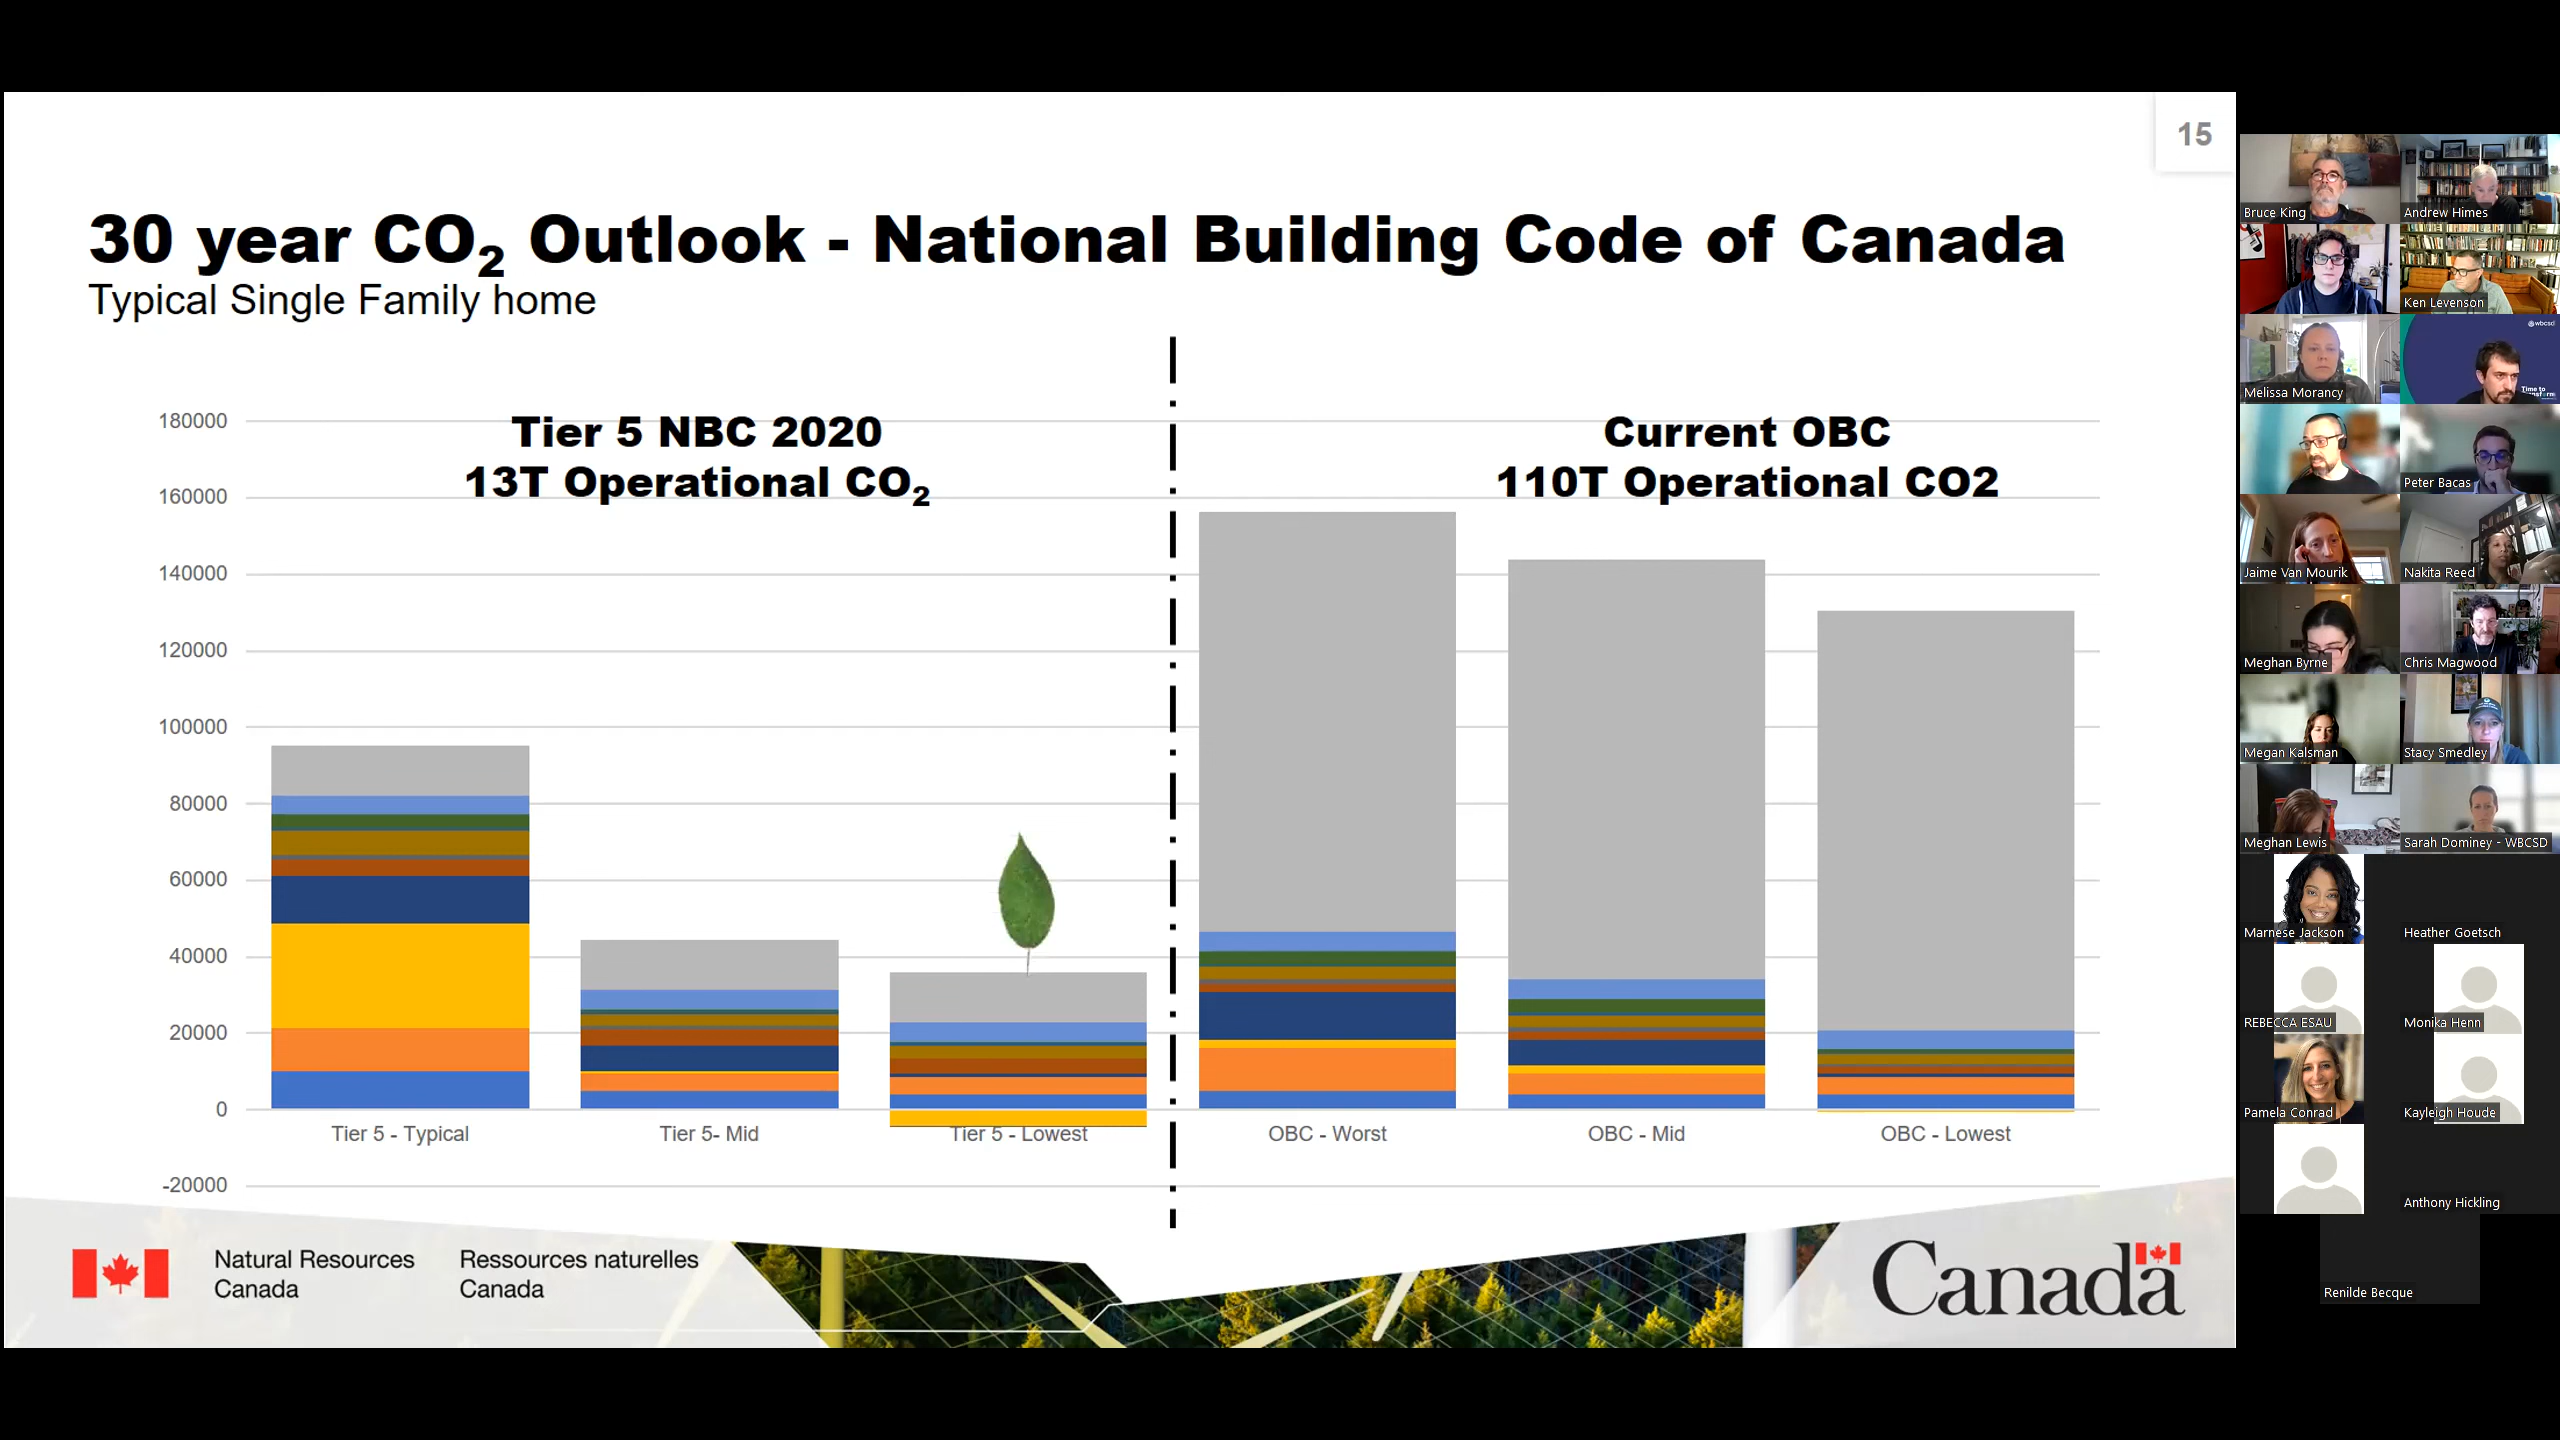 15
30 year CO₂ Outlook - National Building Code of Canada
Typical Single Family home
180000
160000
140000
120000
100000
80000
60000
40000
20000
0
-20000
Tier 5 NBC 2020
13T Operational CO₂
Current OBC
110T Operational CO2
Tier 5 - Typical
Tier 5- Mid
Tier 5 - Lowest
OBC - Worst
OBC - Mid
OBC - Lowest
Natural Resources
Canada
Ressources naturelles
Canada
Canada
Bruce King
Andrew Himes
Ken Levenson
Melissa Morancy
wbcsd
Time to
Peter Bacas
Jaime Van Mourik
Nakita Reed
Meghan Byrne
Chris Magwood
Megan Kalsman
Stacy Smedley
Meghan Lewis
Sarah Dominey - WBCSD
Marnese Jackson
Heather Goetsch
REBECCA ESAU
Monika Henn
Pamela Conrad
Kayleigh Houde
Anthony Hickling
Renilde Becque